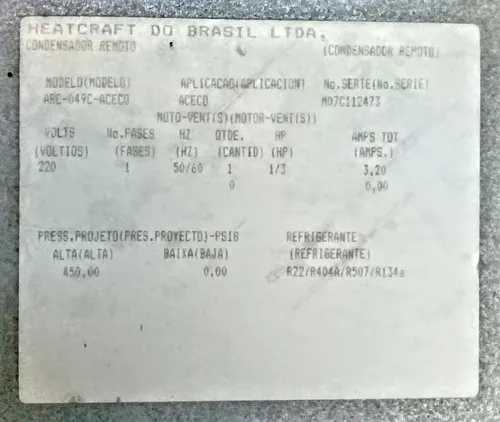 HEATCRAFT DO BRASIL LTDA.
CONDENSADOR REMOTO (CONDENSADOR REMOTO)
MODELO(MODELO) APLICACAO(APLICACION) No.SERIE(No.SERIE)
ARC-049C-ACECO ACECO M07C112473
MOTO-VENT(S)(MOTOR-VENT(S))
VOLTS No.FASES HZ QTDE. HP AMPS TOT
(VOLTIOS) (FASES) (HZ) (CANTID) (HP) (AMPS.)
220 1 50/60 1 1/3 3,20
0 0,00
PRESS.PROJETO(PRES.PROYECTO)-PSIG REFRIGERANTE
ALTA(ALTA) BAIXA(BAJA) (REFRIGERANTE)
450,00 0,00 R22/R404A/R507/R134a